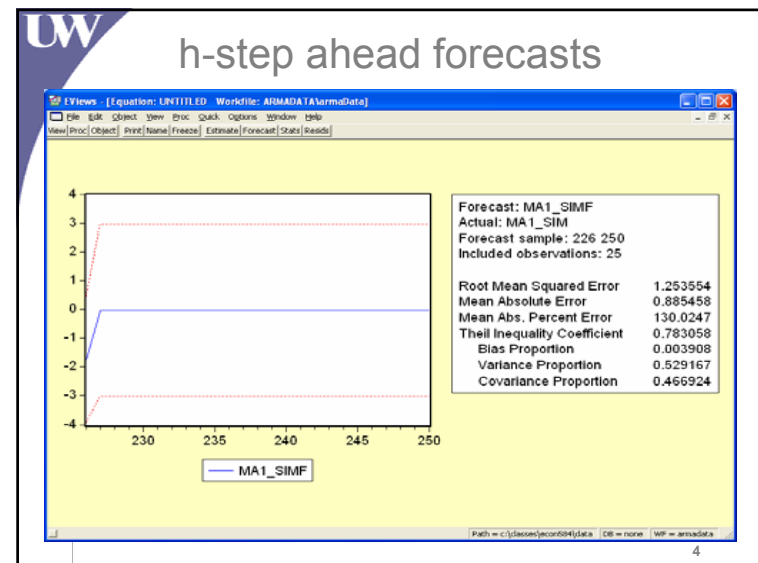 UW
h-step ahead forecasts
EViews - [Equation: UNTITLED Workfile: ARMADATA\armaData]
File Edit Object View Proc Quick Options Window Help
View Proc Object Print Name Freeze Estimate Forecast Stats Resids
4
3
2
1
0
-1
-2
-3
-4
230 235 240 245 250
MA1_SIMF
Forecast: MA1_SIMF
Actual: MA1_SIM
Forecast sample: 226 250
Included observations: 25
Root Mean Squared Error 1.253554
Mean Absolute Error 0.885458
Mean Abs. Percent Error 130.0247
Theil Inequality Coefficient 0.783058
Bias Proportion 0.003908
Variance Proportion 0.529167
Covariance Proportion 0.466924
Path = c:\classes\econ584\data DB = none WF = armadata
4